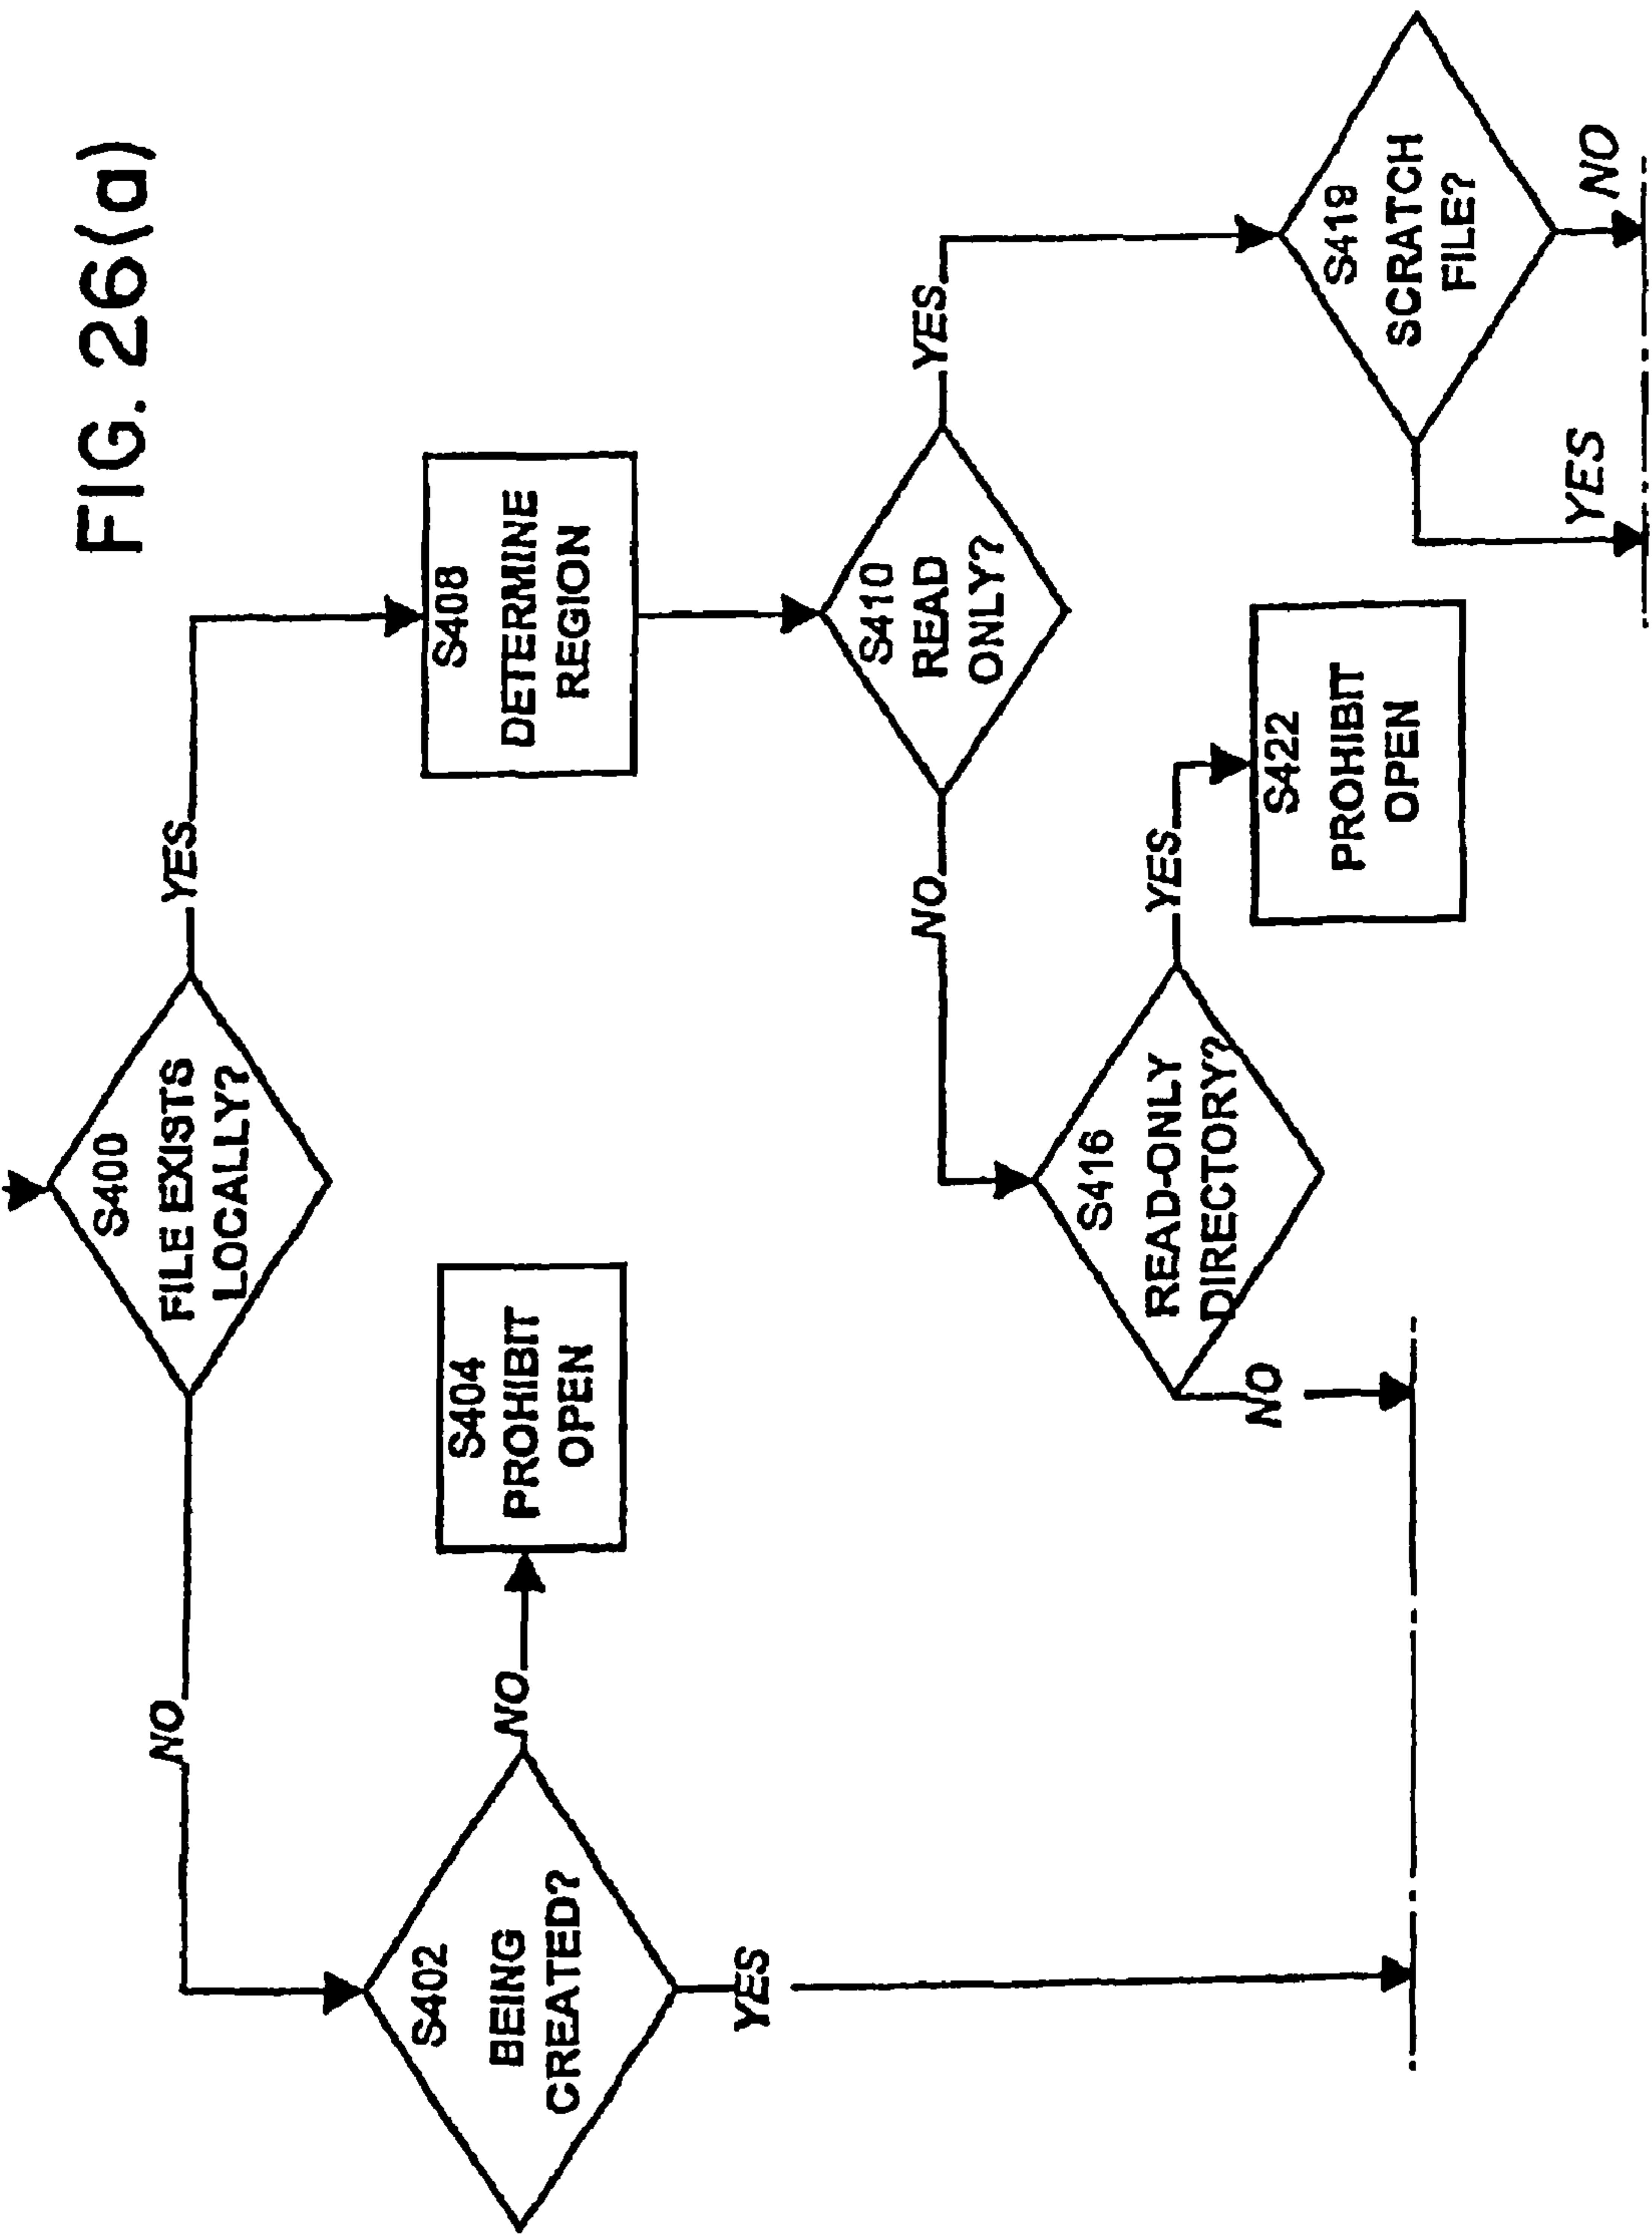 FIG. 26(a)
S400
FILE EXISTS
LOCALLY?
NO
YES
S402
BEING
CREATED?
NO
YES
S404
PROHIBIT
OPEN
S408
DETERMINE
REGION
S410
READ
ONLY?
NO
YES
S416
READ-ONLY
DIRECTORY?
NO
YES
S422
PROHIBIT
OPEN
S418
SCRATCH
FILE?
YES
NO